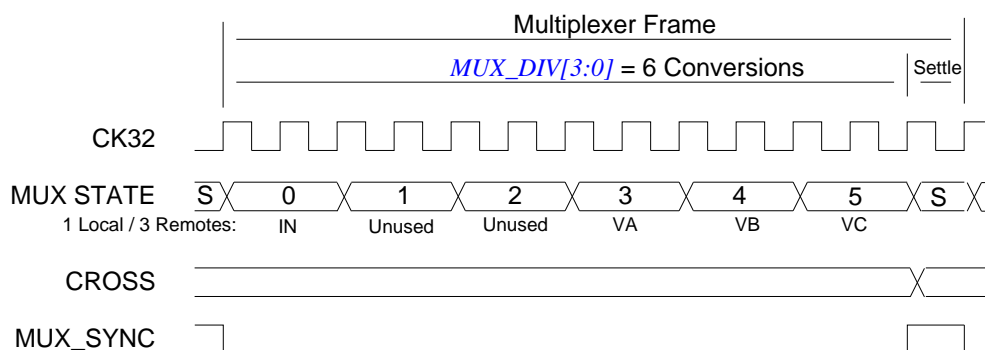 Multiplexer Frame
MUX_DIV[3:0] = 6 Conversions
Settle
CK32
MUX STATE
S 0 1 2 3 4 5 S
1 Local / 3 Remotes: IN Unused Unused VA VB VC
CROSS
MUX_SYNC